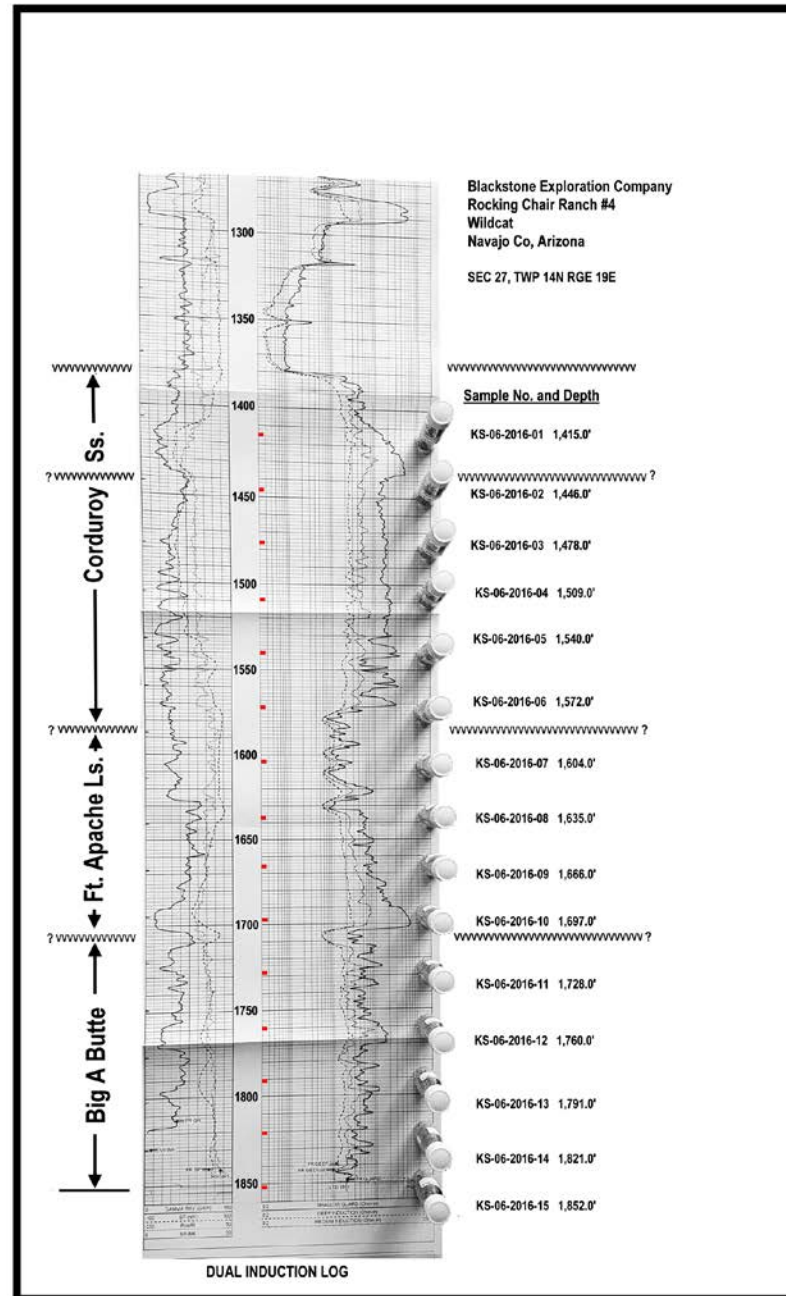 Blackstone Exploration Company
Rocking Chair Ranch #4
Wildcat
Navajo Co, Arizona
SEC 27, TWP 14N RGE 19E
1300
1350
Sample No. and Depth
1400
Ss.
KS-06-2016-01 1,415.0'
?
?
1450
KS-06-2016-02 1,446.0'
Corduroy
KS-06-2016-03 1,478.0'
1500
KS-06-2016-04 1,509.0'
KS-06-2016-05 1,540.0'
1550
KS-06-2016-06 1,572.0'
?
?
1600
KS-06-2016-07 1,604.0'
Ft. Apache Ls.
KS-06-2016-08 1,635.0'
1650
KS-06-2016-09 1,666.0'
1700
KS-06-2016-10 1,697.0'
?
?
KS-06-2016-11 1,728.0'
1750
KS-06-2016-12 1,760.0'
Big A Butte
KS-06-2016-13 1,791.0'
1800
KS-06-2016-14 1,821.0'
1850
KS-06-2016-15 1,852.0'
DUAL INDUCTION LOG